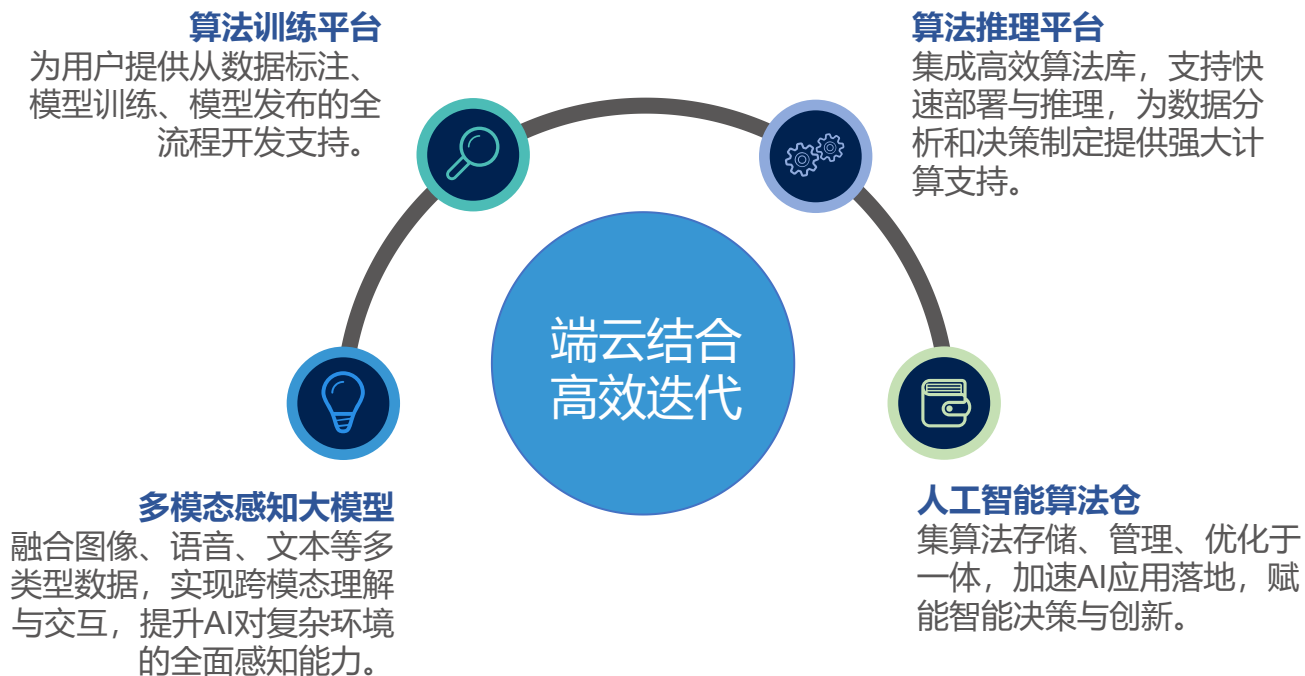 算法训练平台
为用户提供从数据标注、
模型训练、模型发布的全
流程开发支持。
算法推理平台
集成高效算法库，支持快
速部署与推理，为数据分
析和决策制定提供强大计
算支持。
端云结合
高效迭代
多模态感知大模型
融合图像、语音、文本等多
类型数据，实现跨模态理解
与交互，提升AI对复杂环境
的全面感知能力。
人工智能算法仓
集算法存储、管理、优化于
一体，加速AI应用落地，赋
能智能决策与创新。